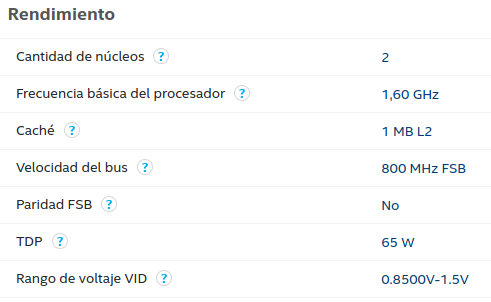 Rendimiento
Cantidad de núcleos ? 2
Frecuencia básica del procesador ? 1,60 GHz
Caché ? 1 MB L2
Velocidad del bus ? 800 MHz FSB
Paridad FSB ? No
TDP ? 65 W
Rango de voltaje VID ? 0.8500V-1.5V